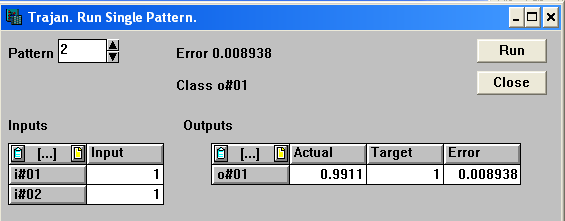 Trajan. Run Single Pattern.
Pattern 2 Error 0.008938 Run
Class o#01 Close
Inputs Outputs
[...] Input [...] Actual Target Error
i#01 1 o#01 0.9911 1 0.008938
i#02 1